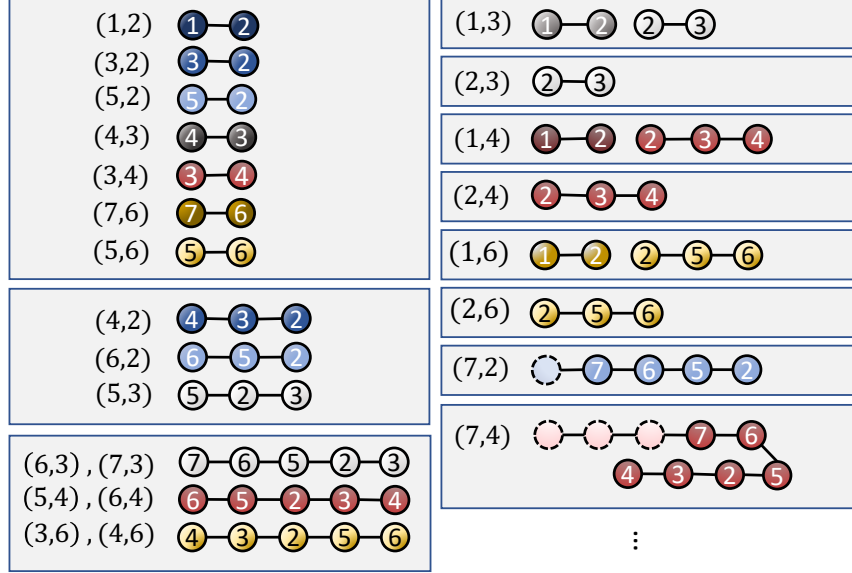 (1,2) 1 2
(3,2) 3 2
(5,2) 5 2
(4,3) 4 3
(3,4) 3 4
(7,6) 7 6
(5,6) 5 6
(4,2) 4 3 2
(6,2) 6 5 2
(5,3) 5 2 3
(6,3) , (7,3) 7 6 5 2 3
(5,4) , (6,4) 6 5 2 3 4
(3,6) , (4,6) 4 3 2 5 6
(1,3) 1 2 2 3
(2,3) 2 3
(1,4) 1 2 2 3 4
(2,4) 2 3 4
(1,6) 1 2 2 5 6
(2,6) 2 5 6
(7,2) 7 6 5 2
(7,4) 7 6
4 3 2 5
⋮